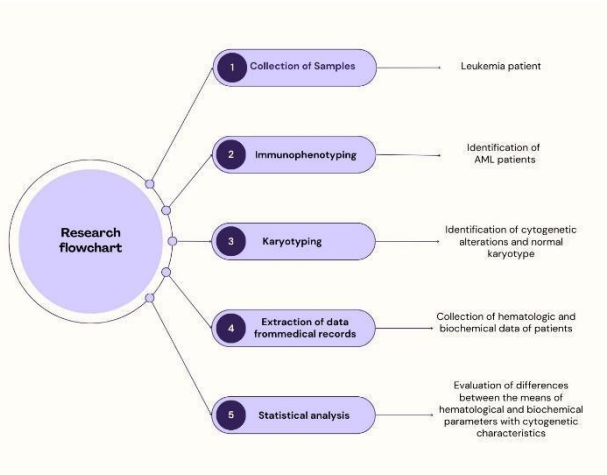 Research
flowchart
1
Collection of Samples
Leukemia patient
2
Immunophenotyping
Identification of
AML patients
3
Karyotyping
Identification of cytogenetic
alterations and normal
karyotype
4
Extraction of data
frommedical records
Collection of hematologic and
biochemical data of patients
5
Statistical analysis
Evaluation of differences
between the means of
hematological and biochemical
parameters with cytogenetic
characteristics